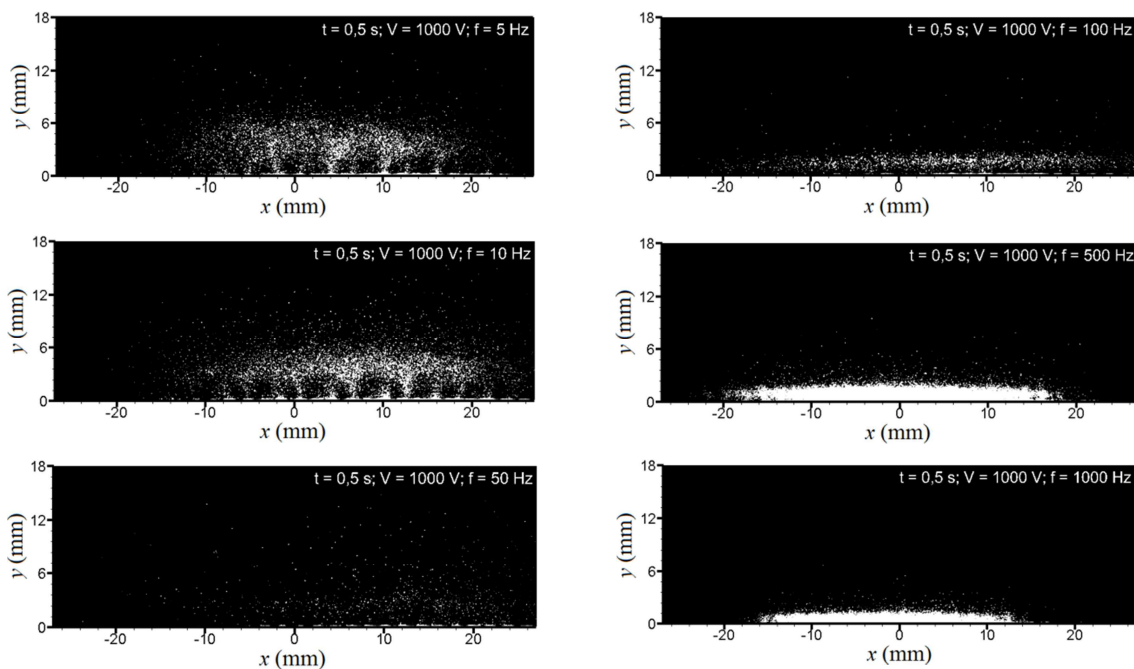 18
t = 0,5 s; V = 1000 V; f = 5 Hz
12
y (mm)
6
0
-20 -10 0 10 20
x (mm)
18
t = 0,5 s; V = 1000 V; f = 100 Hz
12
y (mm)
6
0
-20 -10 0 10 20
x (mm)
18
t = 0,5 s; V = 1000 V; f = 10 Hz
12
y (mm)
6
0
-20 -10 0 10 20
x (mm)
18
t = 0,5 s; V = 1000 V; f = 500 Hz
12
y (mm)
6
0
-20 -10 0 10 20
x (mm)
18
t = 0,5 s; V = 1000 V; f = 50 Hz
12
y (mm)
6
0
-20 -10 0 10 20
x (mm)
18
t = 0,5 s; V = 1000 V; f = 1000 Hz
12
y (mm)
6
0
-20 -10 0 10 20
x (mm)